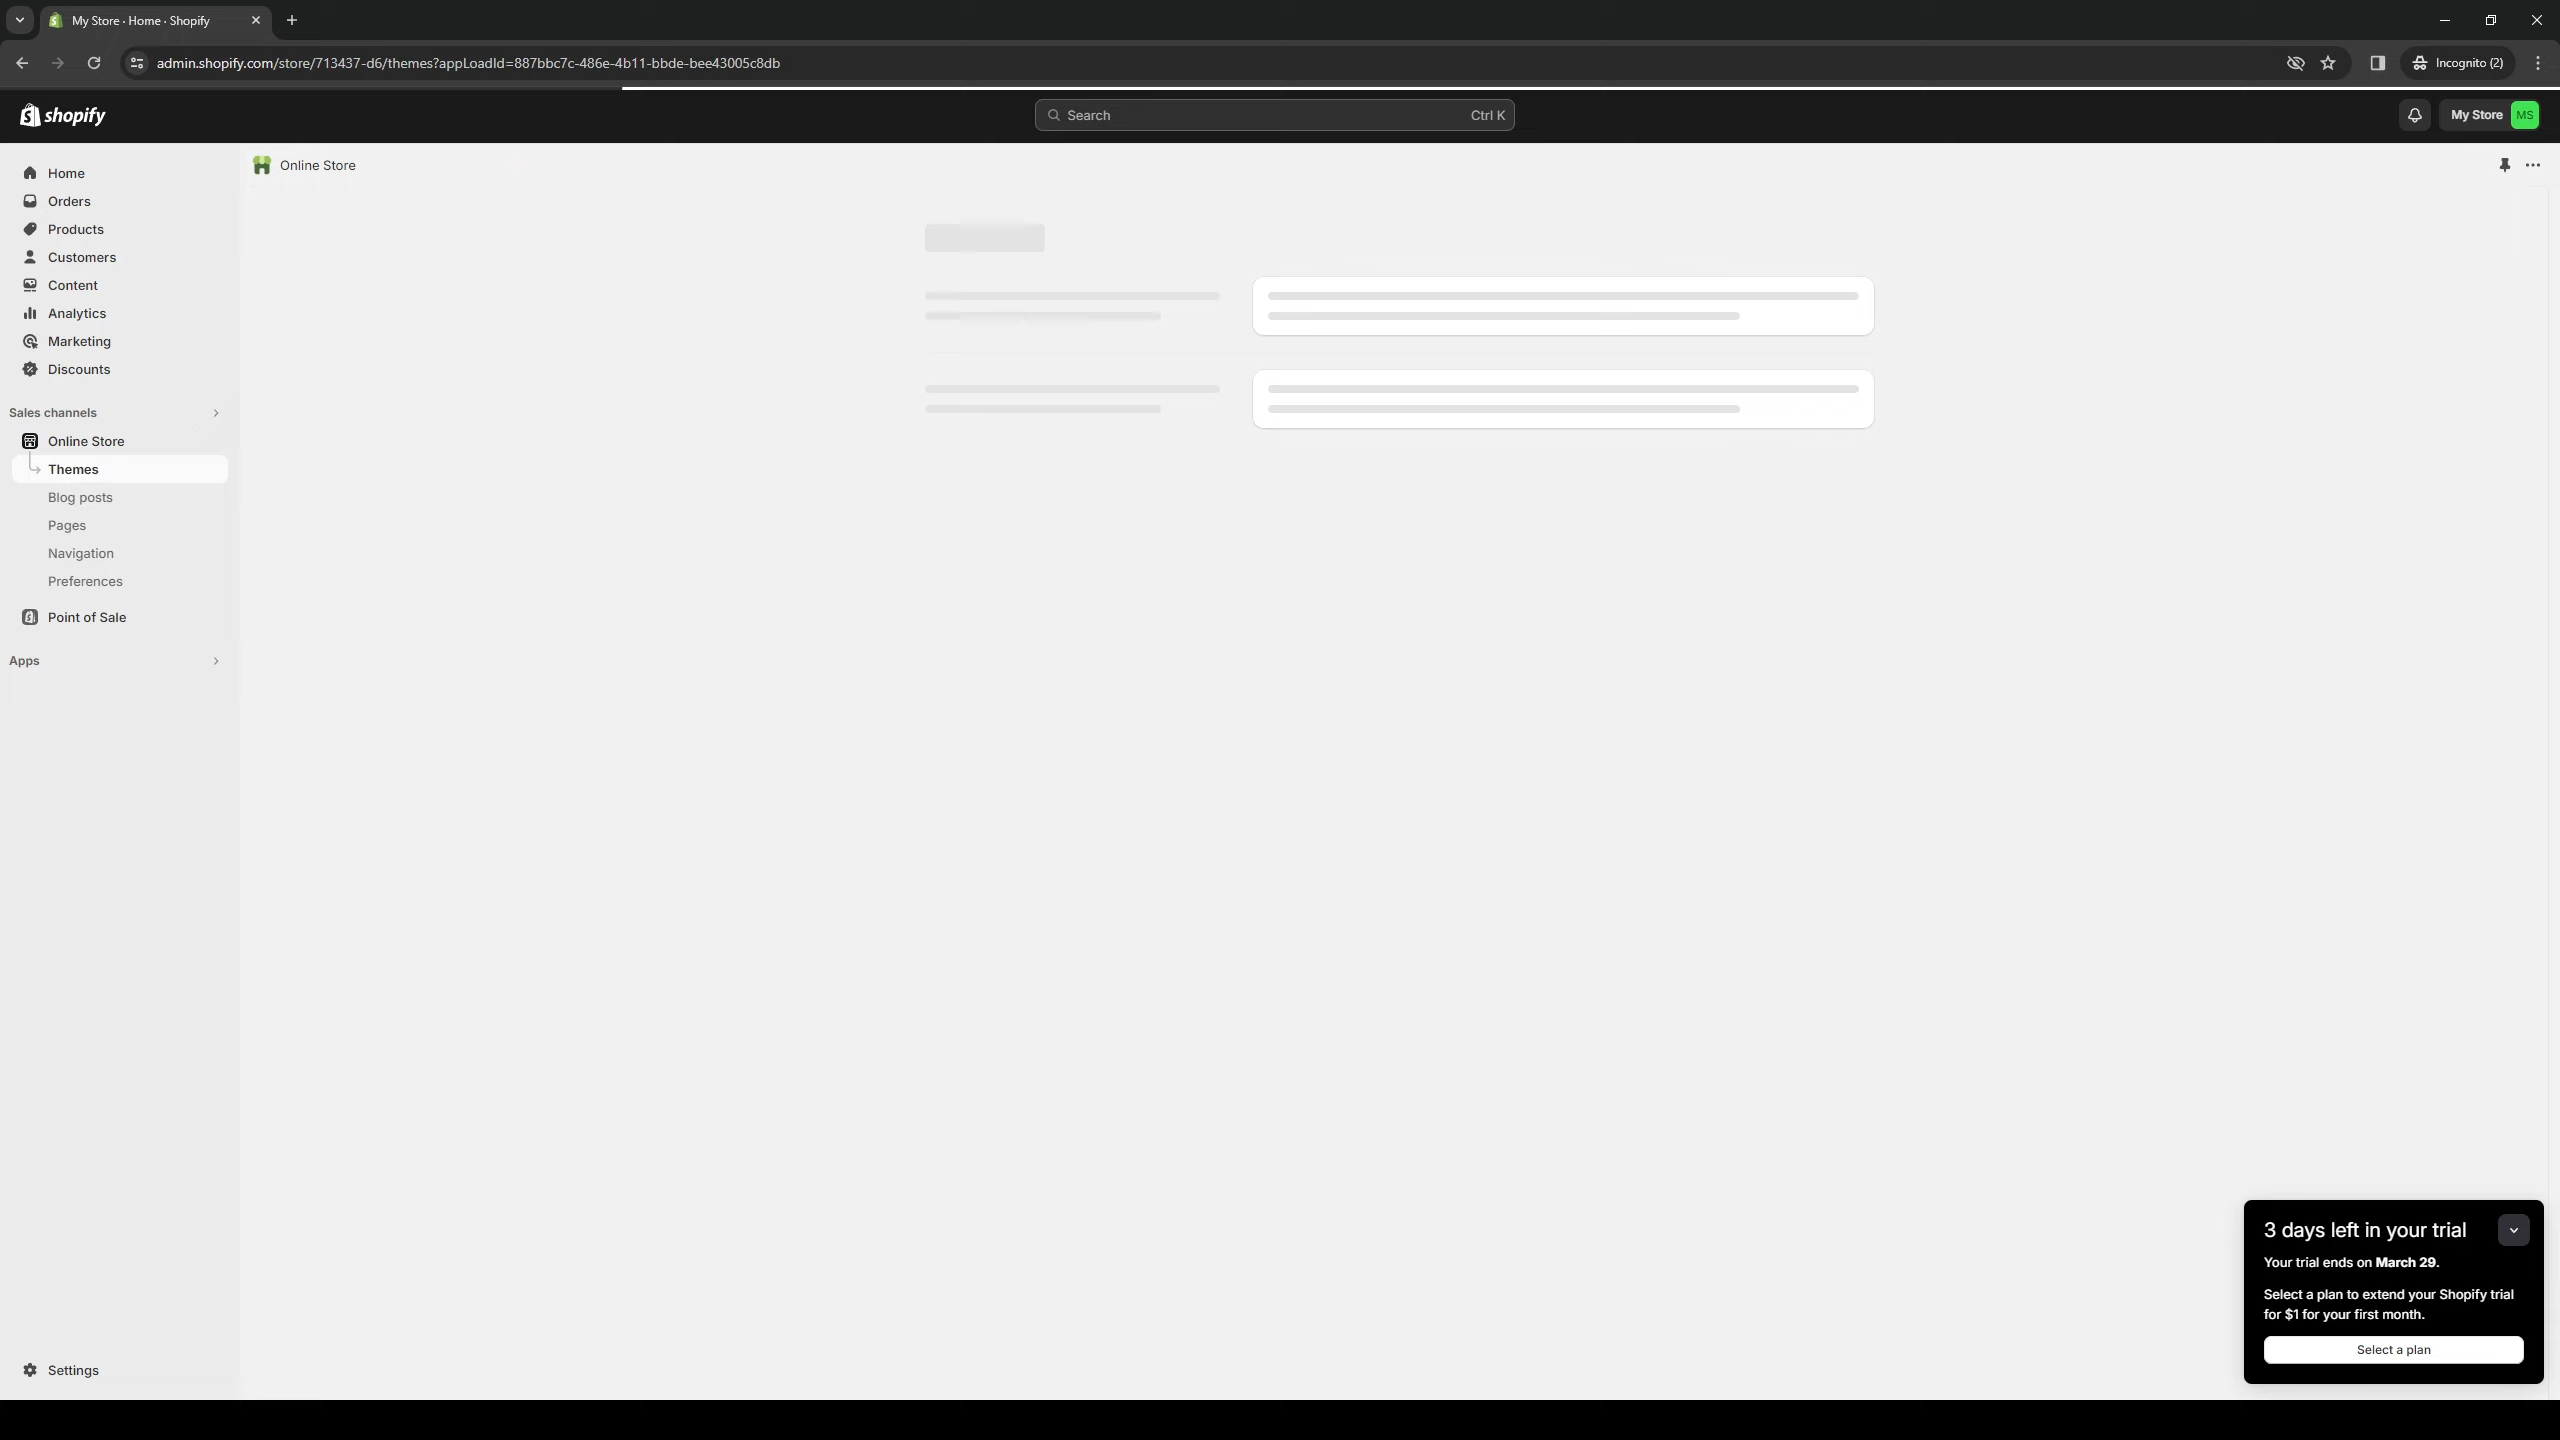 My Store · Home · Shopify
admin.shopify.com/store/713437-d6/themes?appLoadId=887bbc7c-486e-4b11-bbde-bee43005c8db
Incognito (2)
shopify
Search
Ctrl K
My Store
MS
Home
Orders
Products
Customers
Content
Analytics
Marketing
Discounts
Sales channels
Online Store
Themes
Blog posts
Pages
Navigation
Preferences
Point of Sale
Apps
Settings
Online Store
3 days left in your trial
Your trial ends on March 29.
Select a plan to extend your Shopify trial
for $1 for your first month.
Select a plan